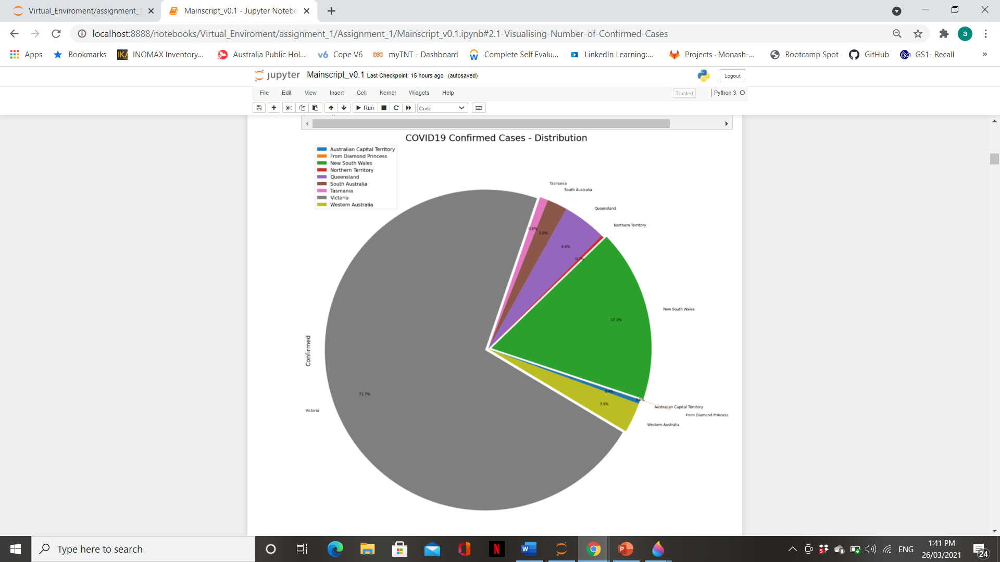 Virtual_Enviroment/assignment_1
Mainscript_v0.1 - Jupyter Notebo
localhost:8888/notebooks/Virtual_Enviroment/assignment_1/Assignment_1/Mainscript_v0.1.ipynb#2.1-Visualising-Number-of-Confirmed-Cases
a
Apps Bookmarks INOMAX Inventory... Australia Public Hol... v6 Cope V6 myTNT - Dashboard Complete Self Evalu... LinkedIn Learning:... Projects · Monash-... Bootcamp Spot GitHub GS1- Recall »
jupyter Mainscript_v0.1 Last Checkpoint: 15 hours ago (autosaved) Logout
File Edit View Insert Cell Kernel Widgets Help Trusted Python 3
Run Code
COVID19 Confirmed Cases - Distribution
Australian Capital Territory
From Diamond Princess
New South Wales
Northern Territory
Queensland
South Australia
Tasmania
Victoria
Western Australia
Tasmania
South Australia
Queensland
Northern Territory
0.8%
2.0%
4.4%
New South Wales
17.3%
Confirmed
71.7%
0.4%
0.0%
3.0%
Australian Capital Territory
Victoria
From Diamond Princess
Western Australia
Type here to search
5
ENG
1:41 PM
26/03/2021
24